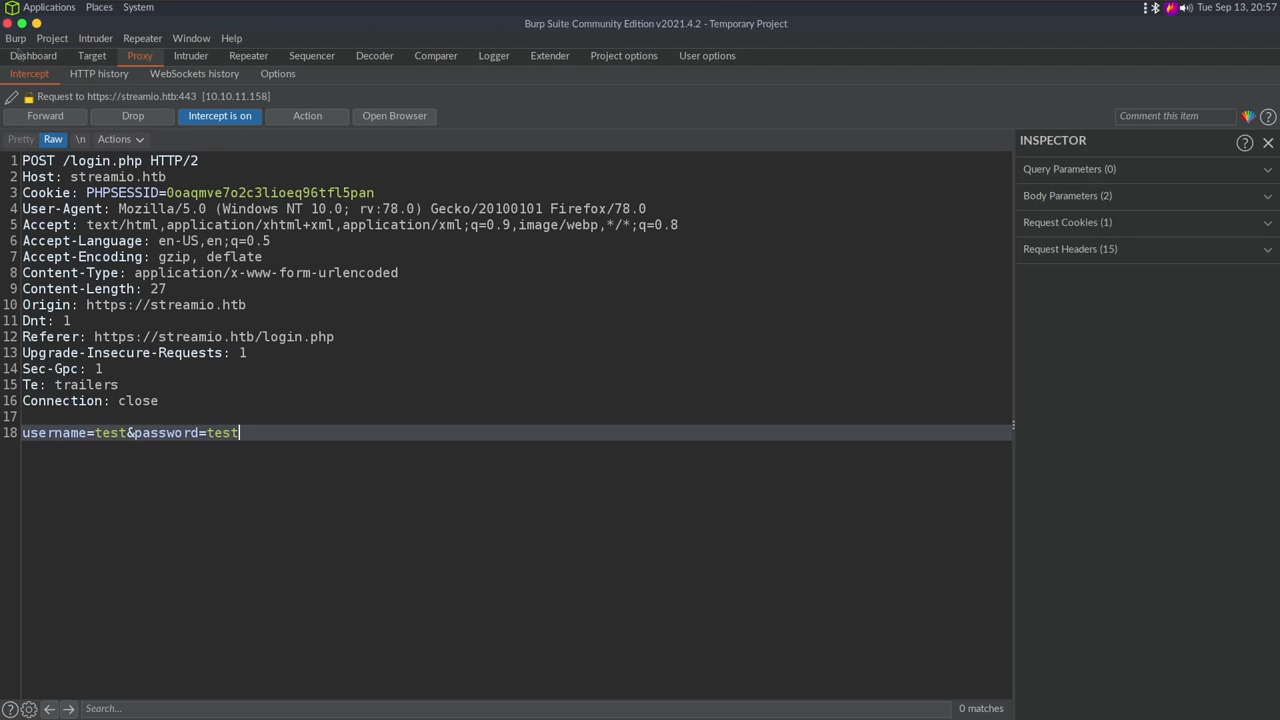 Applications Places System Tue Sep 13, 20:57
Burp Suite Community Edition v2021.4.2 - Temporary Project
Burp Project Intruder Repeater Window Help
Dashboard Target Proxy Intruder Repeater Sequencer Decoder Comparer Logger Extender Project options User options
Intercept HTTP history WebSockets history Options
Request to https://streamio.htb:443 [10.10.11.158]
Forward Drop Intercept is on Action Open Browser Comment this item ?
Pretty Raw \n Actions INSPECTOR ?
1 POST /login.php HTTP/2
2 Host: streamio.htb
3 Cookie: PHPSESSID=0oaqmve7o2c3lioeq96tfl5pan
4 User-Agent: Mozilla/5.0 (Windows NT 10.0; rv:78.0) Gecko/20100101 Firefox/78.0
5 Accept: text/html,application/xhtml+xml,application/xml;q=0.9,image/webp,*/*;q=0.8
6 Accept-Language: en-US,en;q=0.5
7 Accept-Encoding: gzip, deflate
8 Content-Type: application/x-www-form-urlencoded
9 Content-Length: 27
10 Origin: https://streamio.htb
11 Dnt: 1
12 Referer: https://streamio.htb/login.php
13 Upgrade-Insecure-Requests: 1
14 Sec-Gpc: 1
15 Te: trailers
16 Connection: close
17
18 username=test&password=test
Query Parameters (0)
Body Parameters (2)
Request Cookies (1)
Request Headers (15)
? Search... 0 matches